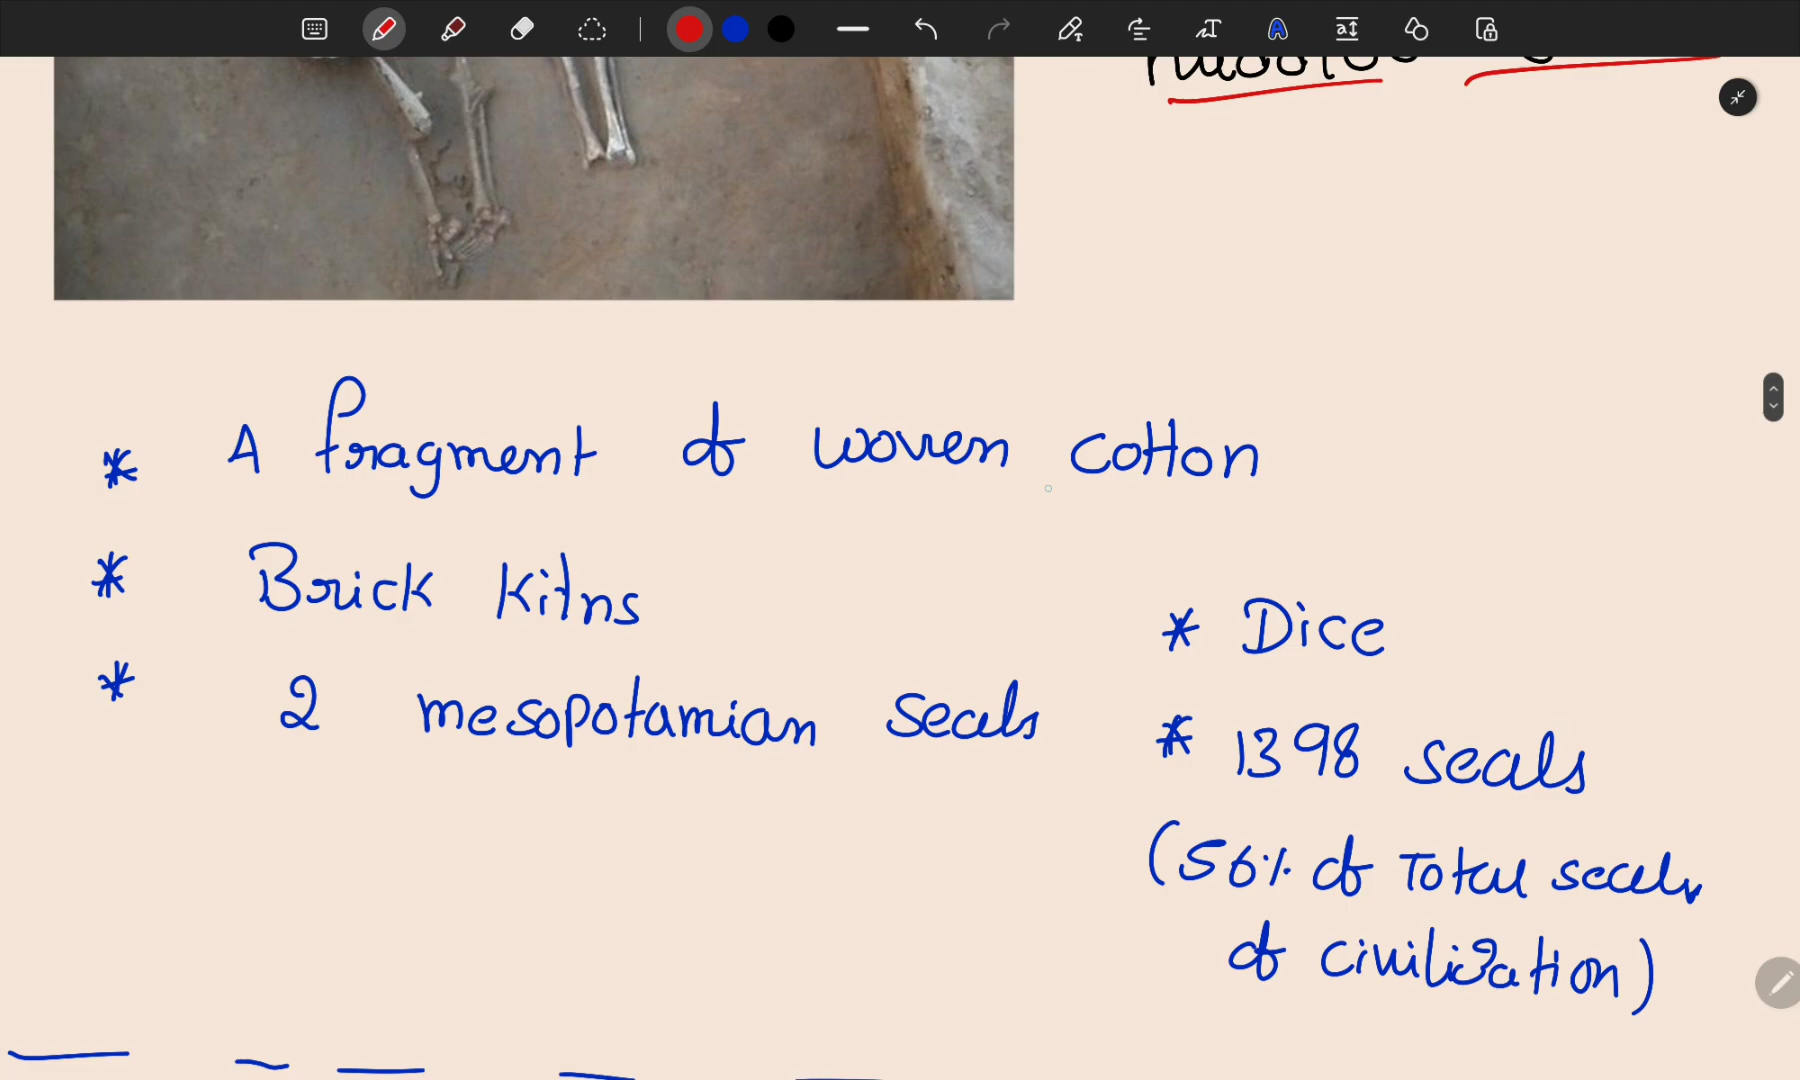 * A fragment of woven cotton
* Brick Kilns
* 2 mesopotamian seals
* Dice
* 1398 seals
(56% of Total seals
of civilization)